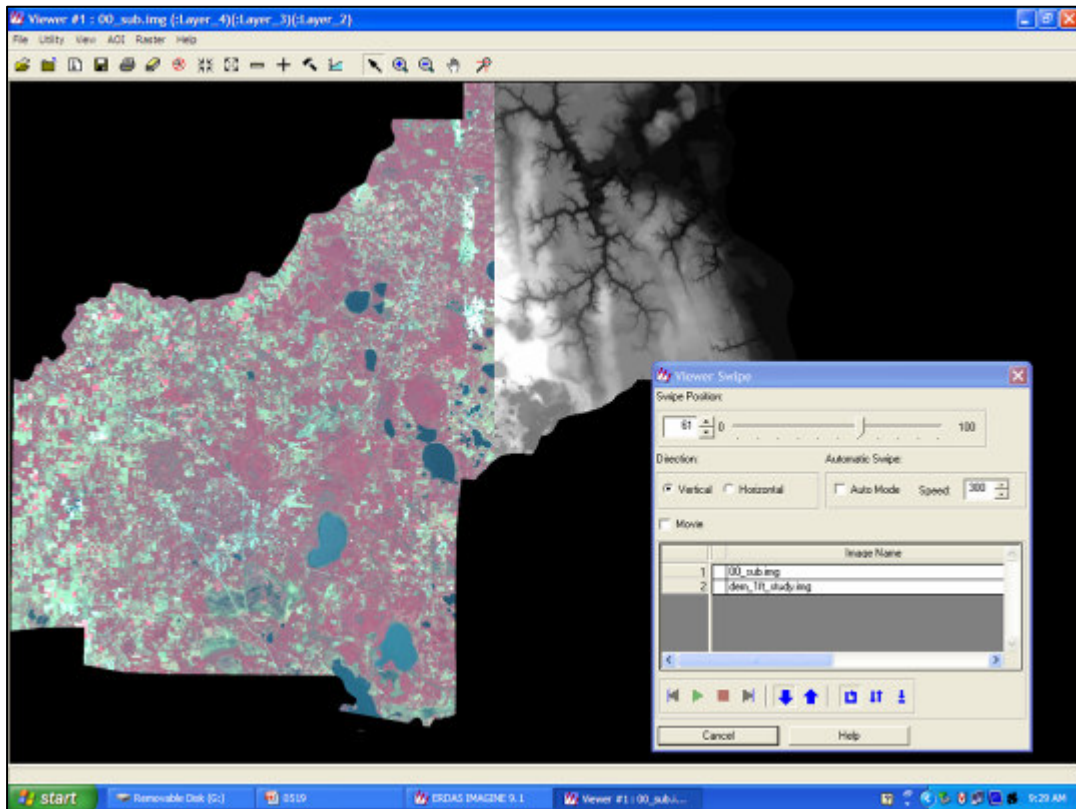 Viewer #1 : 00_sub.img (:Layer_4)(:Layer_3)(:Layer_2)
File Utility View AOI Raster Help
Viewer Swipe
Swipe Position:
61 0 100
Direction: Automatic Swipe:
Vertical Horizontal Auto Mode Speed: 300
Movie
Image Name
1 00_sub.img
2 dem_1ft_study.img
Cancel Help
start Removable Disk (G:) 0519 ERDAS IMAGINE 9.1 Viewer #1 : 00_sub.i... 9:29 AM